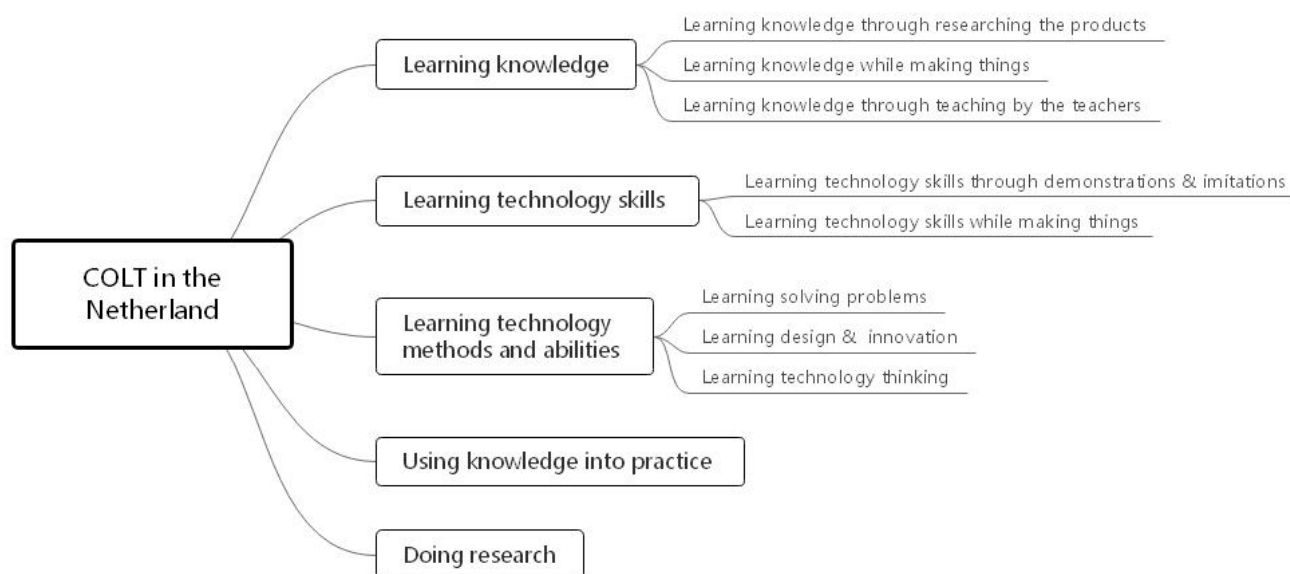 COLT in the
Netherland
Learning knowledge
Learning knowledge through researching the products
Learning knowledge while making things
Learning knowledge through teaching by the teachers
Learning technology skills
Learning technology skills through demonstrations & imitations
Learning technology skills while making things
Learning technology
methods and abilities
Learning solving problems
Learning design & innovation
Learning technology thinking
Using knowledge into practice
Doing research